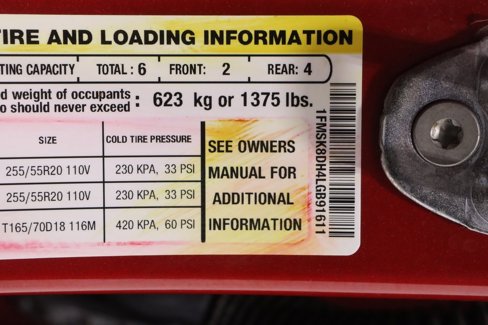 TIRE AND LOADING INFORMATION
TING CAPACITY TOTAL : 6 FRONT: 2 REAR: 4
d weight of occupants
o should never exceed : 623 kg or 1375 lbs.
SIZE COLD TIRE PRESSURE
255/55R20 110V 230 KPA, 33 PSI
255/55R20 110V 230 KPA, 33 PSI
T165/70D18 116M 420 KPA, 60 PSI
SEE OWNERS
MANUAL FOR
ADDITIONAL
INFORMATION
1FMSK8DH4LGB91611